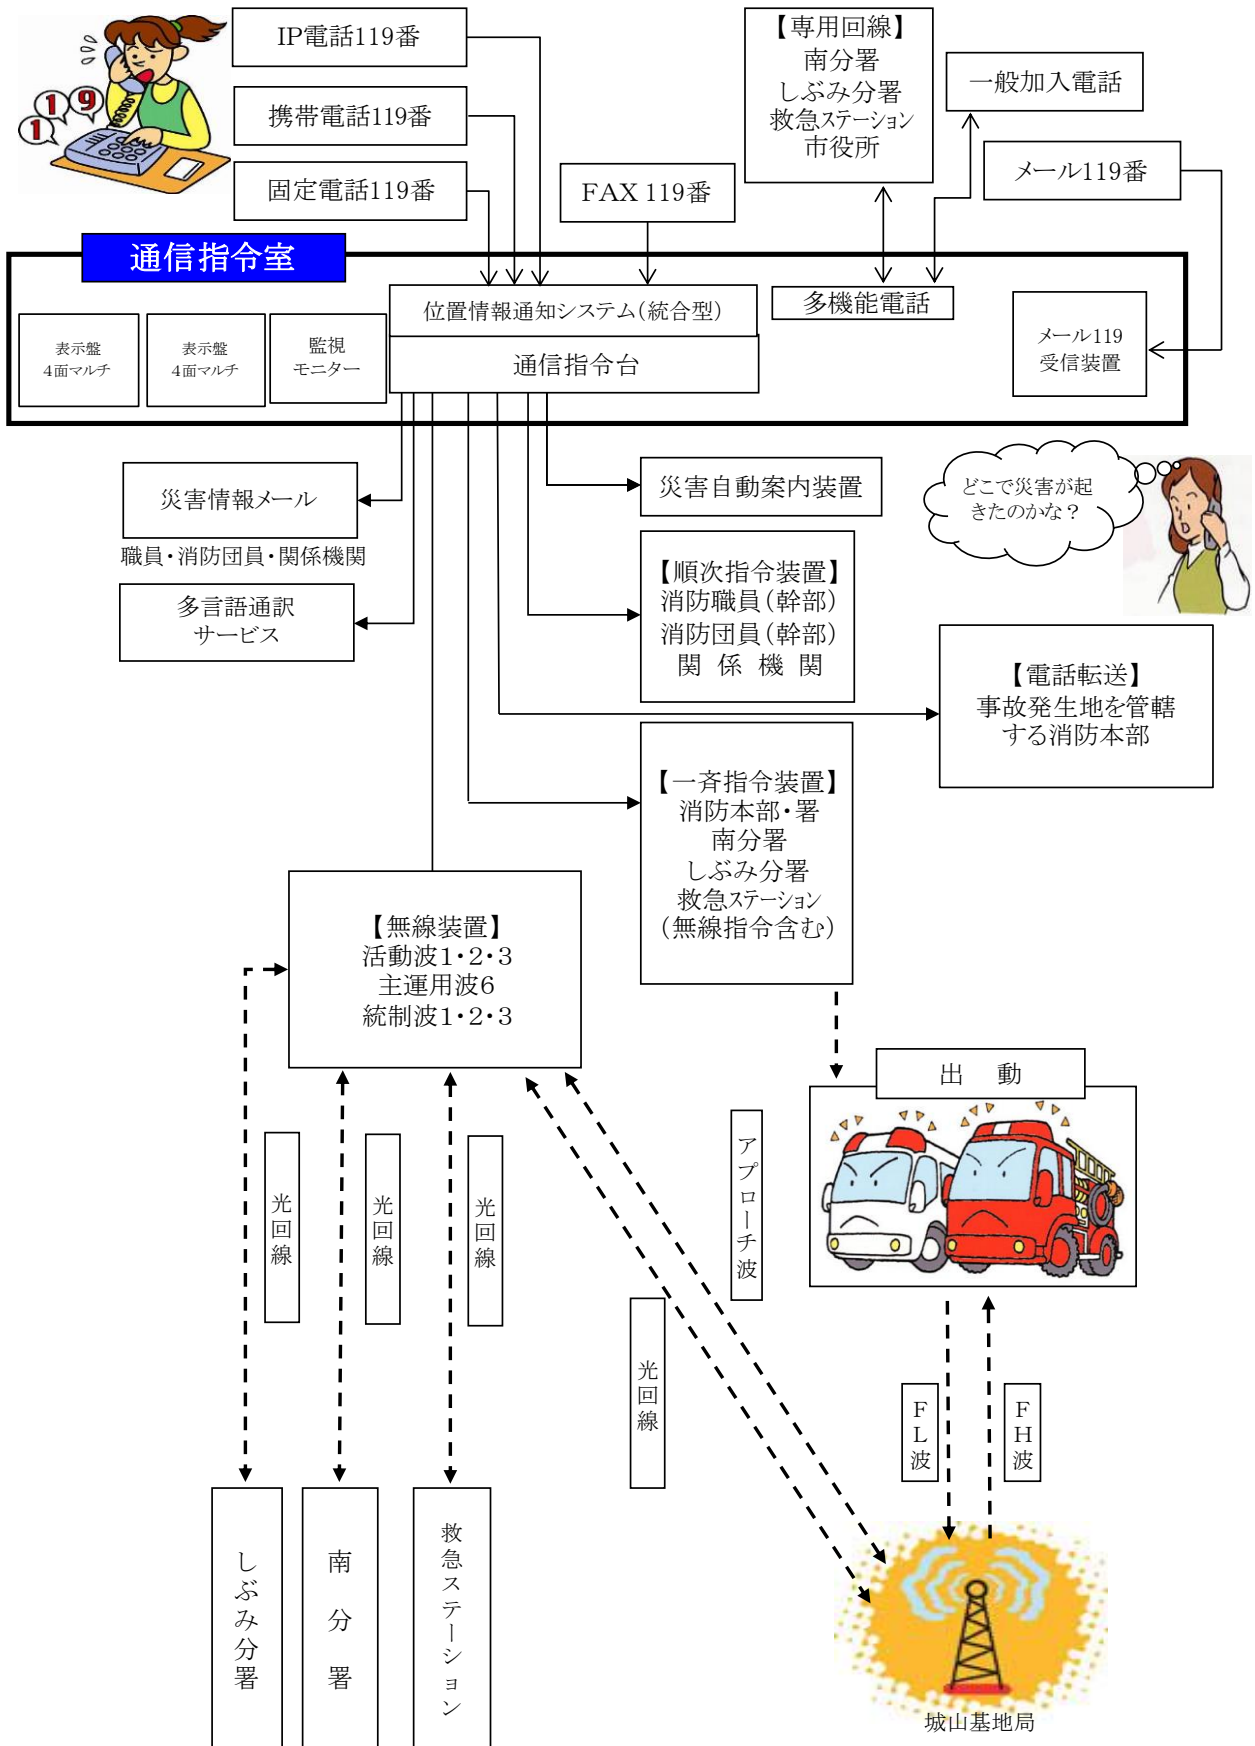 1
1
9
IP電話119番
携帯電話119番
固定電話119番
FAX 119番
【専用回線】
南分署
しぶみ分署
救急ステーション
市役所
一般加入電話
メール119番
通信指令室
位置情報通知システム(統合型)
通信指令台
多機能電話
表示盤
4面マルチ
表示盤
4面マルチ
監視
モニター
メール119
受信装置
災害情報メール
職員・消防団員・関係機関
多言語通訳
サービス
災害自動案内装置
どこで災害が起
きたのかな?
【順次指令装置】
消防職員(幹部)
消防団員(幹部)
関 係 機 関
【電話転送】
事故発生地を管轄
する消防本部
【一斉指令装置】
消防本部・署
南分署
しぶみ分署
救急ステーション
(無線指令含む)
【無線装置】
活動波1・2・3
主運用波6
統制波1・2・3
出 動
光回線
光回線
光回線
光回線
アプローチ波
FL波
FH波
しぶみ分署
南 分 署
救急ステーション
城山基地局